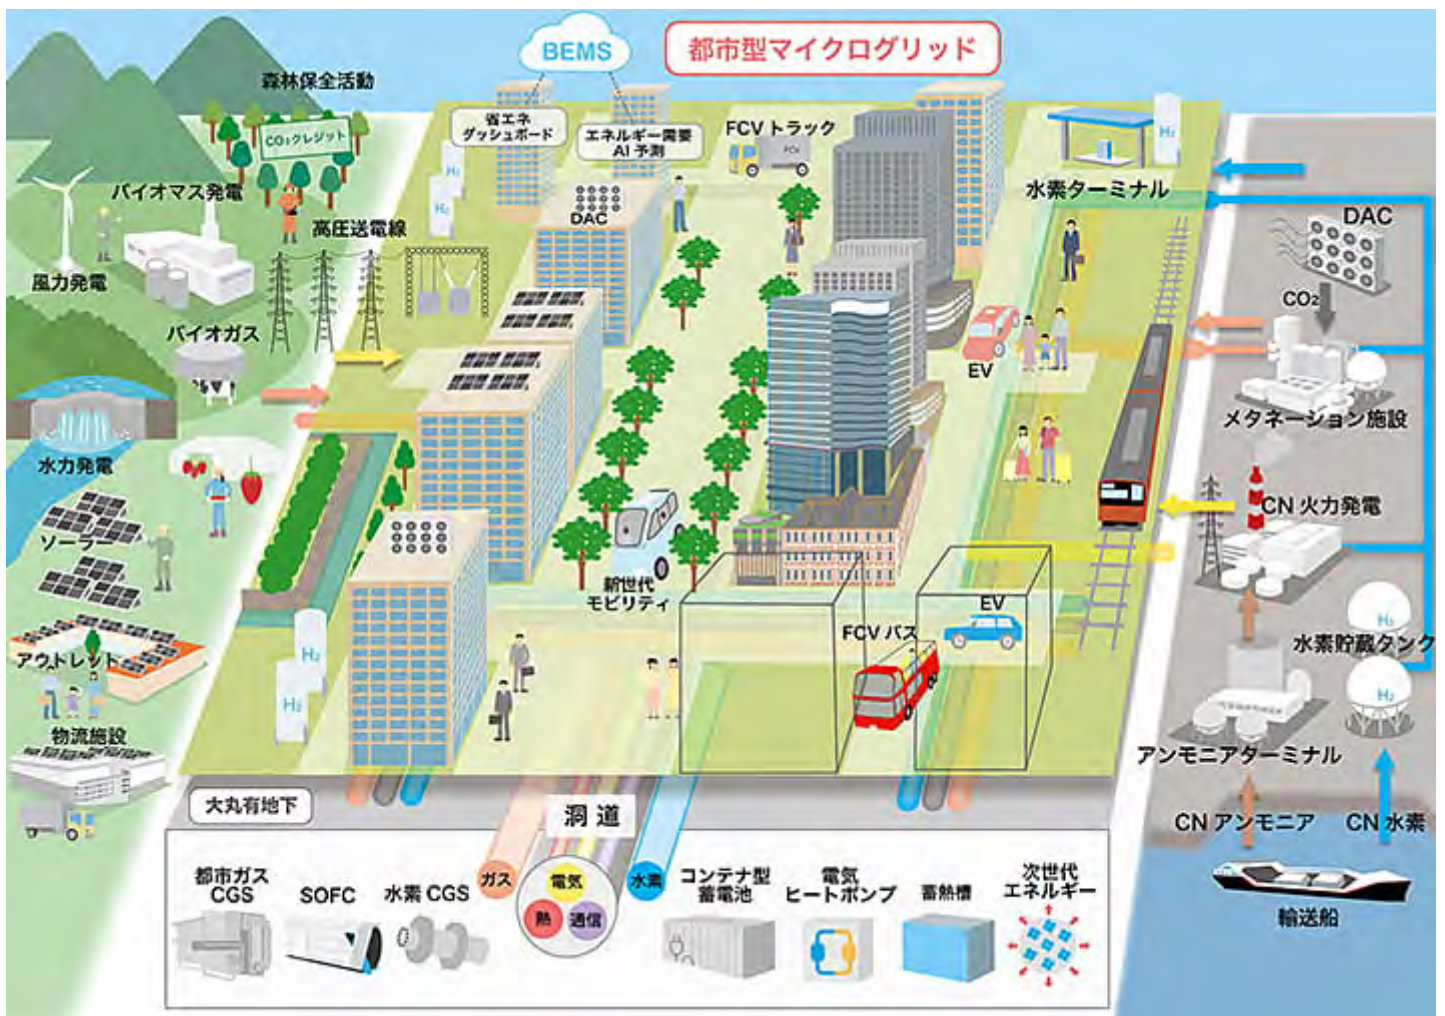 BEMS
都市型マイクログリッド
森林保全活動
CO₂クレジット
省エネ
ダッシュボード
エネルギー需要
AI 予測
FCV トラック
FCV
H₂
水素ターミナル
バイオマス発電
高圧送電線
H₂
H₂
DAC
DAC
風力発電
CO₂
バイオガス
EV
メタネーション施設
水力発電
CN 火力発電
ソーラー
新世代
モビリティ
EV
FCV バス
H₂
水素貯蔵タンク
アウトレット
H₂
H₂
H₂
物流施設
アンモニアターミナル
大丸有地下
洞道
CN アンモニア
CN 水素
都市ガス
CGS
SOFC
水素 CGS
ガス
電気
熱
通信
水素
コンテナ型
蓄電池
電気
ヒートポンプ
蓄熱槽
次世代
エネルギー
輸送船